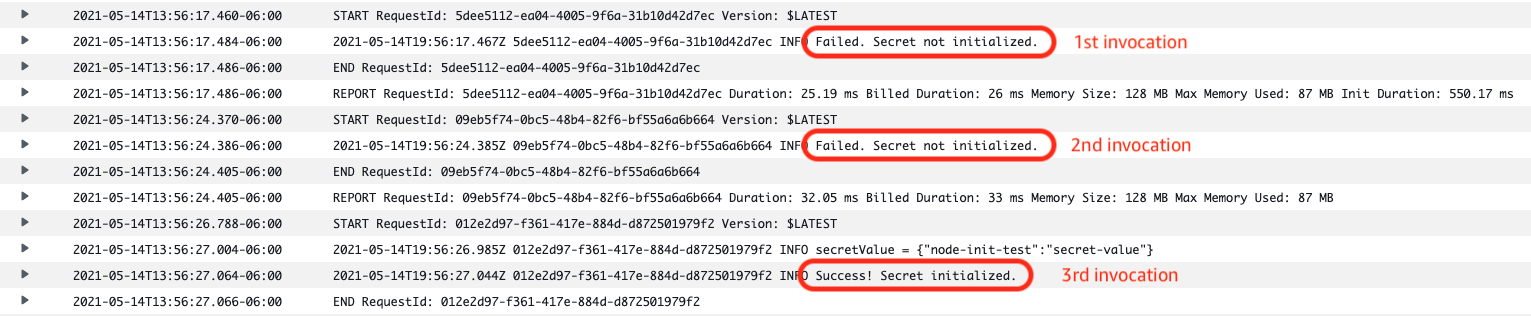 2021-05-14T13:56:17.460-06:00 START RequestId: 5dee5112-ea04-4005-9f6a-31b10d42d7ec Version: $LATEST
2021-05-14T13:56:17.484-06:00 2021-05-14T19:56:17.467Z 5dee5112-ea04-4005-9f6a-31b10d42d7ec INFO Failed. Secret not initialized. 1st invocation
2021-05-14T13:56:17.486-06:00 END RequestId: 5dee5112-ea04-4005-9f6a-31b10d42d7ec
2021-05-14T13:56:17.486-06:00 REPORT RequestId: 5dee5112-ea04-4005-9f6a-31b10d42d7ec Duration: 25.19 ms Billed Duration: 26 ms Memory Size: 128 MB Max Memory Used: 87 MB Init Duration: 550.17 ms
2021-05-14T13:56:24.370-06:00 START RequestId: 09eb5f74-0bc5-48b4-82f6-bf55a6a6b664 Version: $LATEST
2021-05-14T13:56:24.386-06:00 2021-05-14T19:56:24.385Z 09eb5f74-0bc5-48b4-82f6-bf55a6a6b664 INFO Failed. Secret not initialized. 2nd invocation
2021-05-14T13:56:24.405-06:00 END RequestId: 09eb5f74-0bc5-48b4-82f6-bf55a6a6b664
2021-05-14T13:56:24.405-06:00 REPORT RequestId: 09eb5f74-0bc5-48b4-82f6-bf55a6a6b664 Duration: 32.05 ms Billed Duration: 33 ms Memory Size: 128 MB Max Memory Used: 87 MB
2021-05-14T13:56:26.788-06:00 START RequestId: 012e2d97-f361-417e-884d-d872501979f2 Version: $LATEST
2021-05-14T13:56:27.004-06:00 2021-05-14T19:56:26.985Z 012e2d97-f361-417e-884d-d872501979f2 INFO secretValue = {"node-init-test":"secret-value"}
2021-05-14T13:56:27.064-06:00 2021-05-14T19:56:27.044Z 012e2d97-f361-417e-884d-d872501979f2 INFO Success! Secret initialized. 3rd invocation
2021-05-14T13:56:27.066-06:00 END RequestId: 012e2d97-f361-417e-884d-d872501979f2